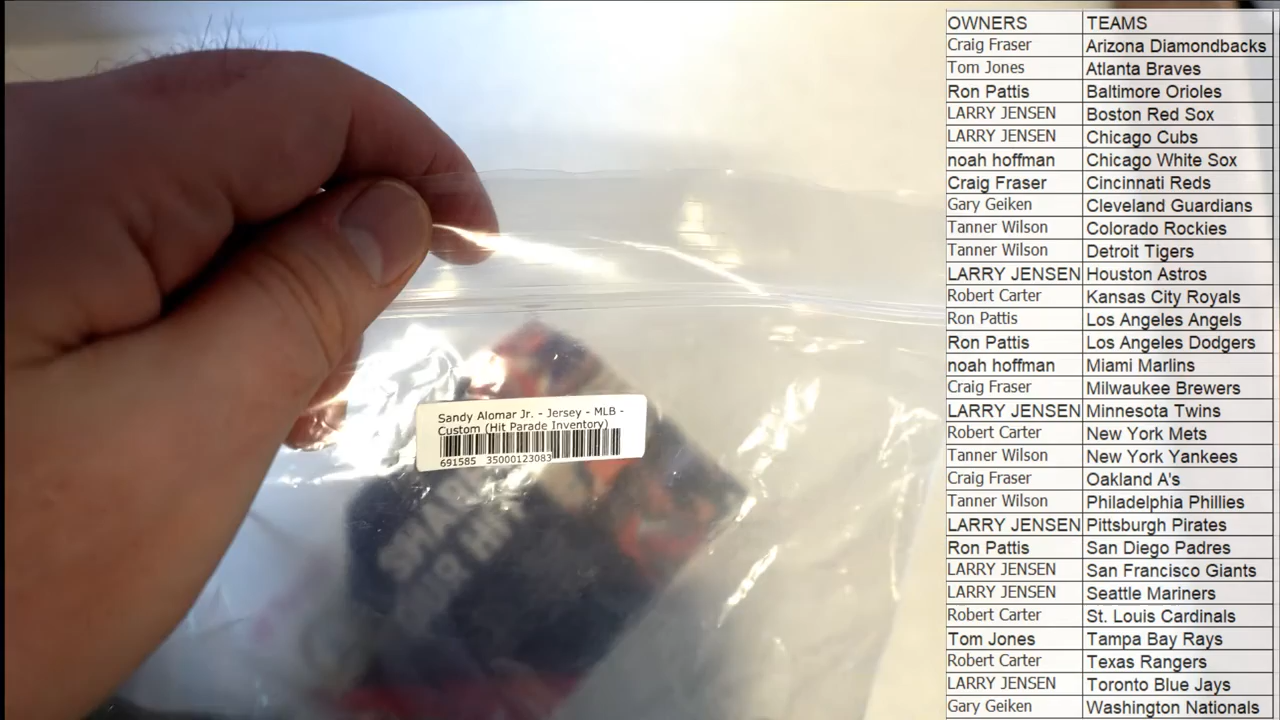 Sandy Alomar Jr. - Jersey - MLB -
Custom (Hit Parade Inventory)
691585 35000123083
OWNERS TEAMS
Craig Fraser Arizona Diamondbacks
Tom Jones Atlanta Braves
Ron Pattis Baltimore Orioles
LARRY JENSEN Boston Red Sox
LARRY JENSEN Chicago Cubs
noah hoffman Chicago White Sox
Craig Fraser Cincinnati Reds
Gary Geiken Cleveland Guardians
Tanner Wilson Colorado Rockies
Tanner Wilson Detroit Tigers
LARRY JENSEN Houston Astros
Robert Carter Kansas City Royals
Ron Pattis Los Angeles Angels
Ron Pattis Los Angeles Dodgers
noah hoffman Miami Marlins
Craig Fraser Milwaukee Brewers
LARRY JENSEN Minnesota Twins
Robert Carter New York Mets
Tanner Wilson New York Yankees
Craig Fraser Oakland A's
Tanner Wilson Philadelphia Phillies
LARRY JENSEN Pittsburgh Pirates
Ron Pattis San Diego Padres
LARRY JENSEN San Francisco Giants
LARRY JENSEN Seattle Mariners
Robert Carter St. Louis Cardinals
Tom Jones Tampa Bay Rays
Robert Carter Texas Rangers
LARRY JENSEN Toronto Blue Jays
Gary Geiken Washington Nationals